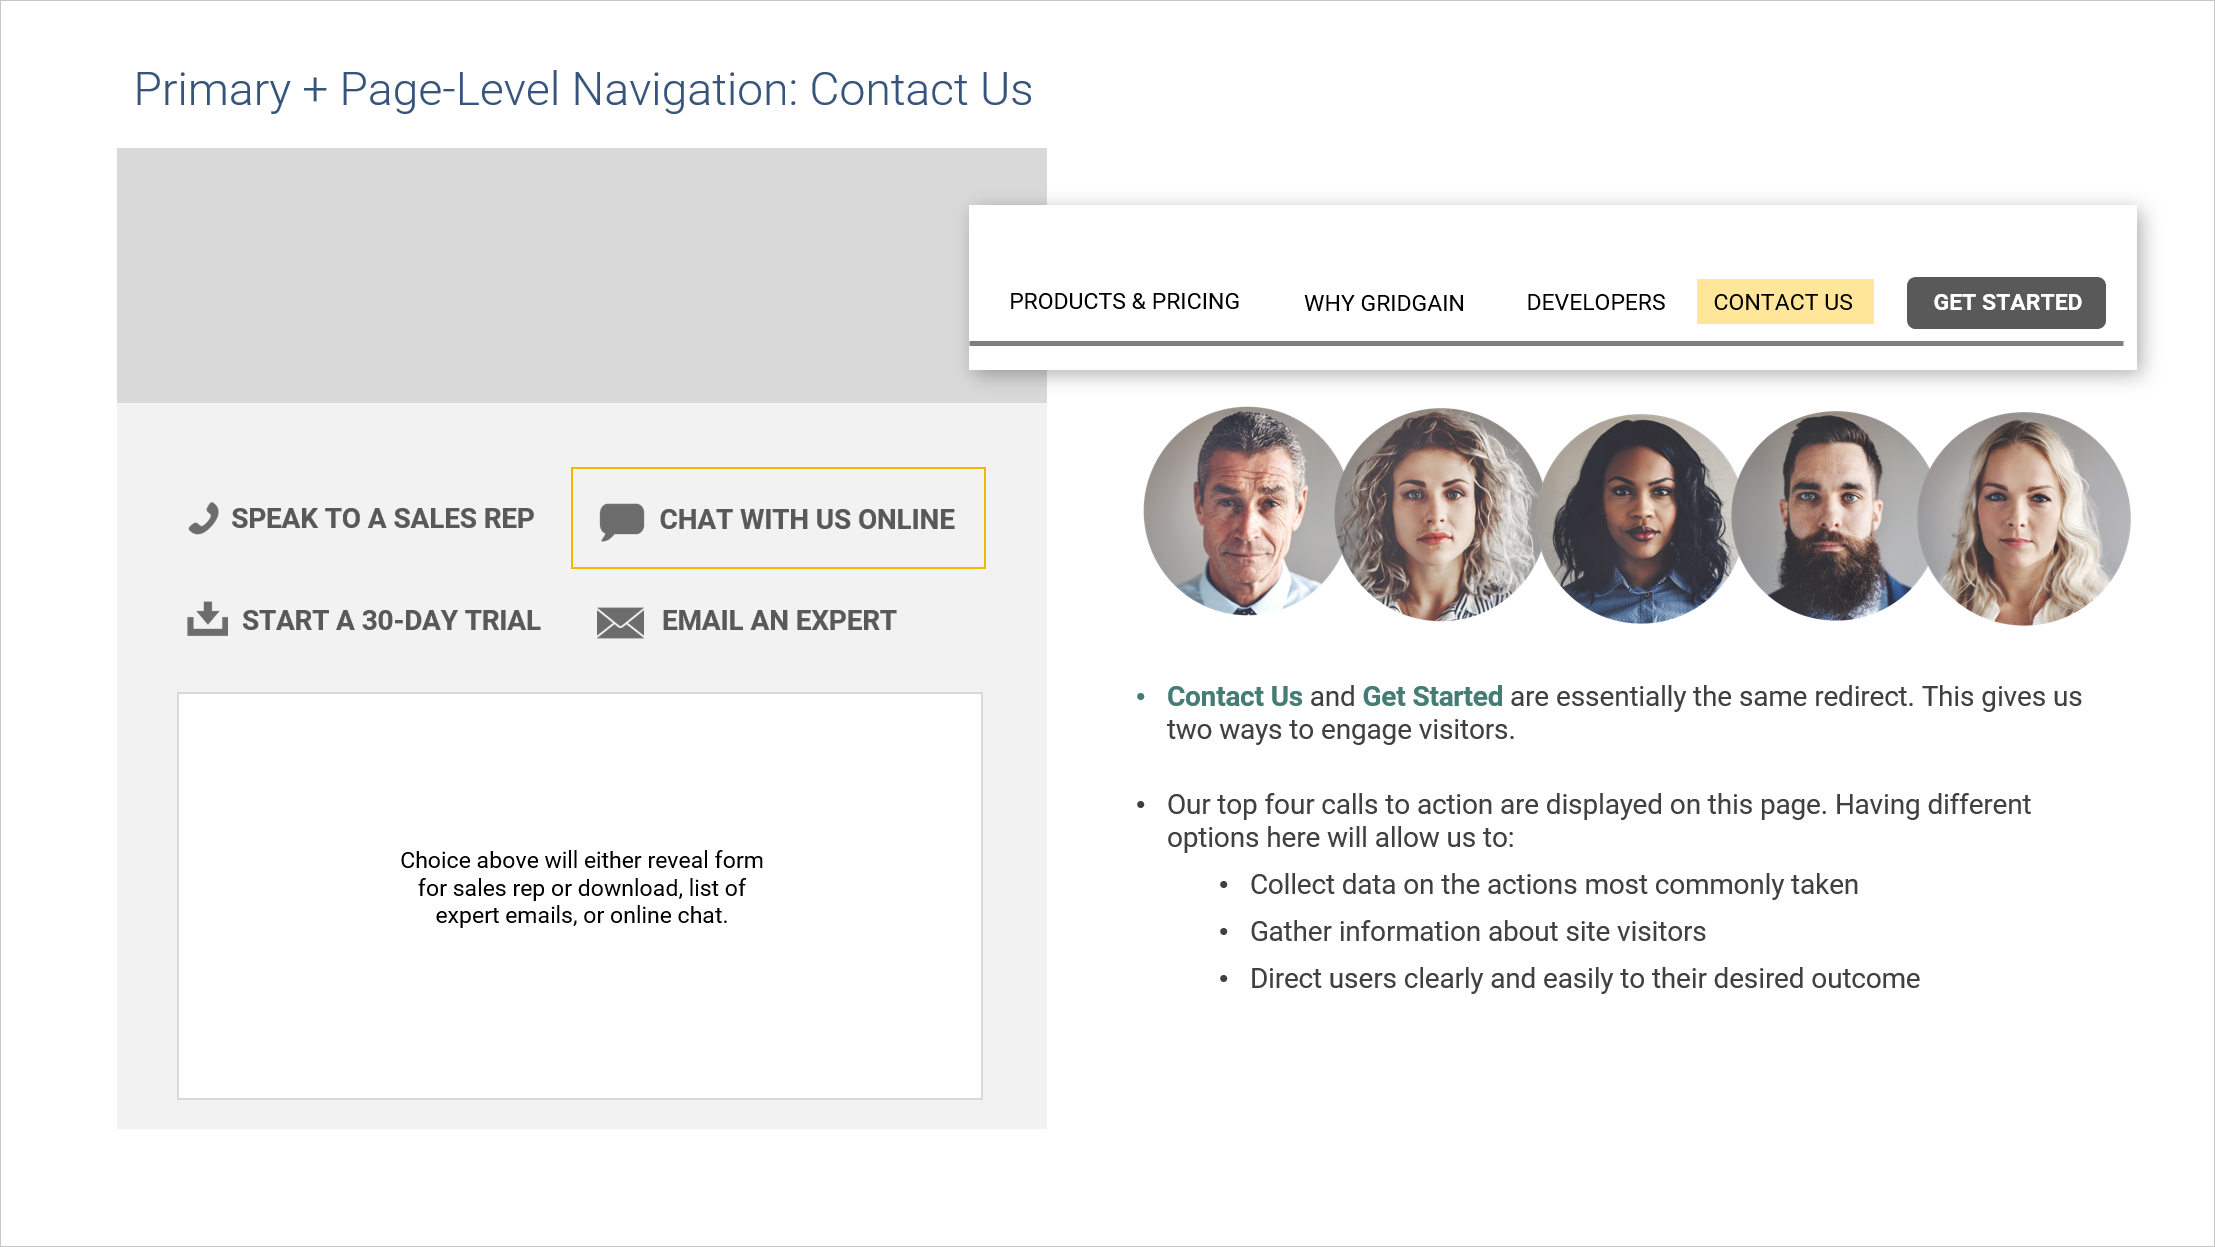 Primary + Page-Level Navigation: Contact Us
PRODUCTS & PRICING
WHY GRIDGAIN
DEVELOPERS
CONTACT US
GET STARTED
SPEAK TO A SALES REP
CHAT WITH US ONLINE
START A 30-DAY TRIAL
EMAIL AN EXPERT
Choice above will either reveal form
for sales rep or download, list of
expert emails, or online chat.
• Contact Us and Get Started are essentially the same redirect. This gives us
two ways to engage visitors.
• Our top four calls to action are displayed on this page. Having different
options here will allow us to:
• Collect data on the actions most commonly taken
• Gather information about site visitors
• Direct users clearly and easily to their desired outcome